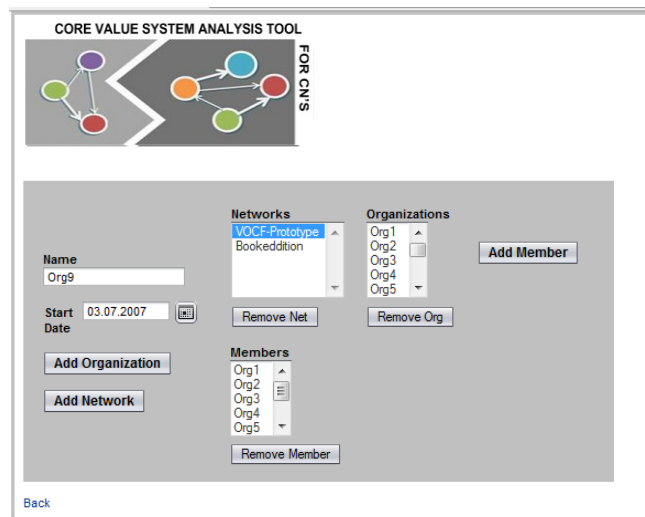 CORE VALUE SYSTEM ANALYSIS TOOL
FOR CN'S
Networks
VOCF-Prototype
Bookeddition
Organizations
Org1
Org2
Org3
Org4
Org5
Add Member
Name
Org9
Start Date
03.07.2007
Remove Net
Remove Org
Add Organization
Add Network
Members
Org1
Org2
Org3
Org4
Org5
Remove Member
Back